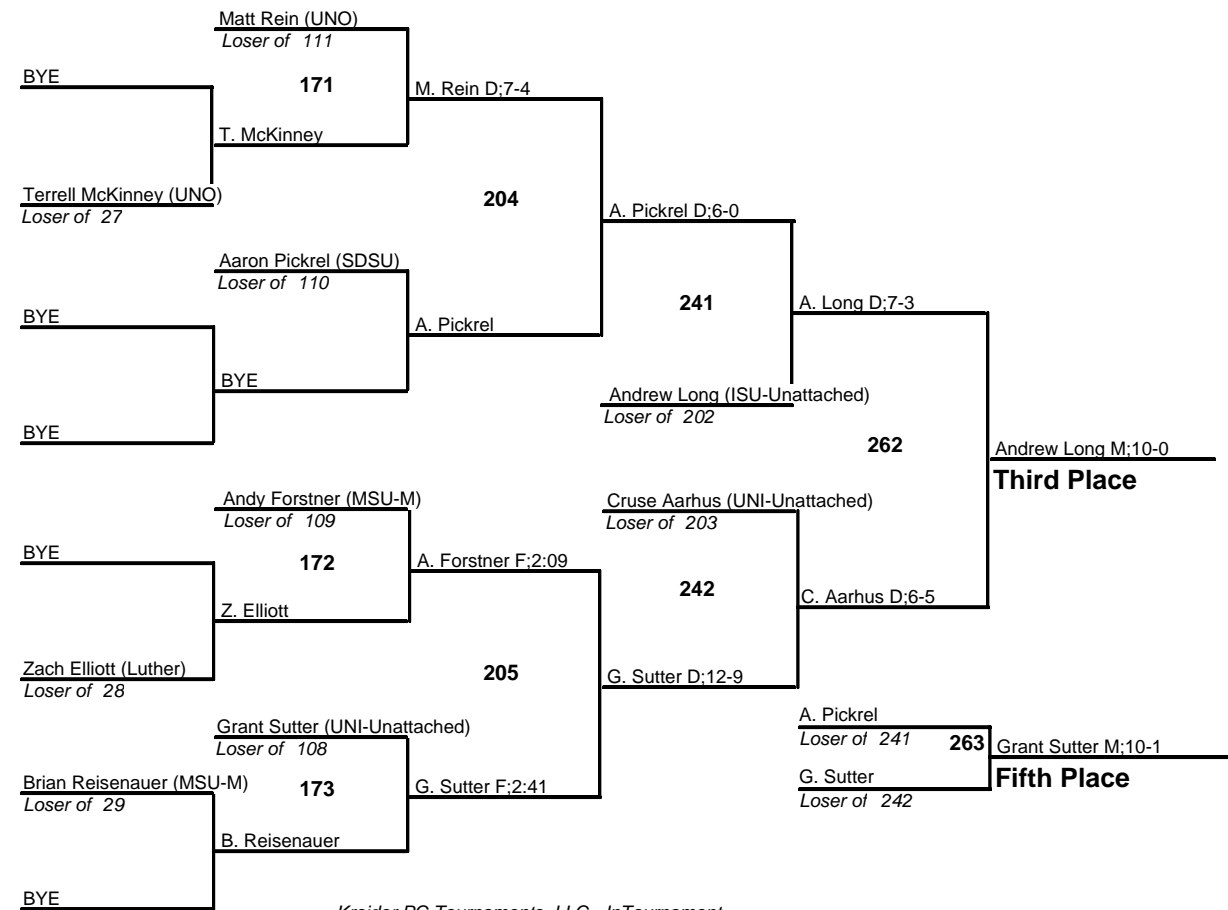 Matt Rein (UNO)
Loser of 111
BYE
171
M. Rein D;7-4
T. McKinney
Terrell McKinney (UNO)
Loser of 27
204
A. Pickrel D;6-0
Aaron Pickrel (SDSU)
Loser of 110
BYE
A. Pickrel
241
A. Long D;7-3
BYE
BYE
Andrew Long (ISU-Unattached)
Loser of 202
262
Andrew Long M;10-0
Third Place
Andy Forstner (MSU-M)
Loser of 109
Cruse Aarhus (UNI-Unattached)
Loser of 203
BYE
172
A. Forstner F;2:09
242
C. Aarhus D;6-5
Z. Elliott
Zach Elliott (Luther)
Loser of 28
205
G. Sutter D;12-9
Grant Sutter (UNI-Unattached)
Loser of 108
A. Pickrel
Loser of 241
263
Grant Sutter M;10-1
Fifth Place
G. Sutter
Loser of 242
Brian Reisenauer (MSU-M)
Loser of 29
173
G. Sutter F;2:41
B. Reisenauer
BYE